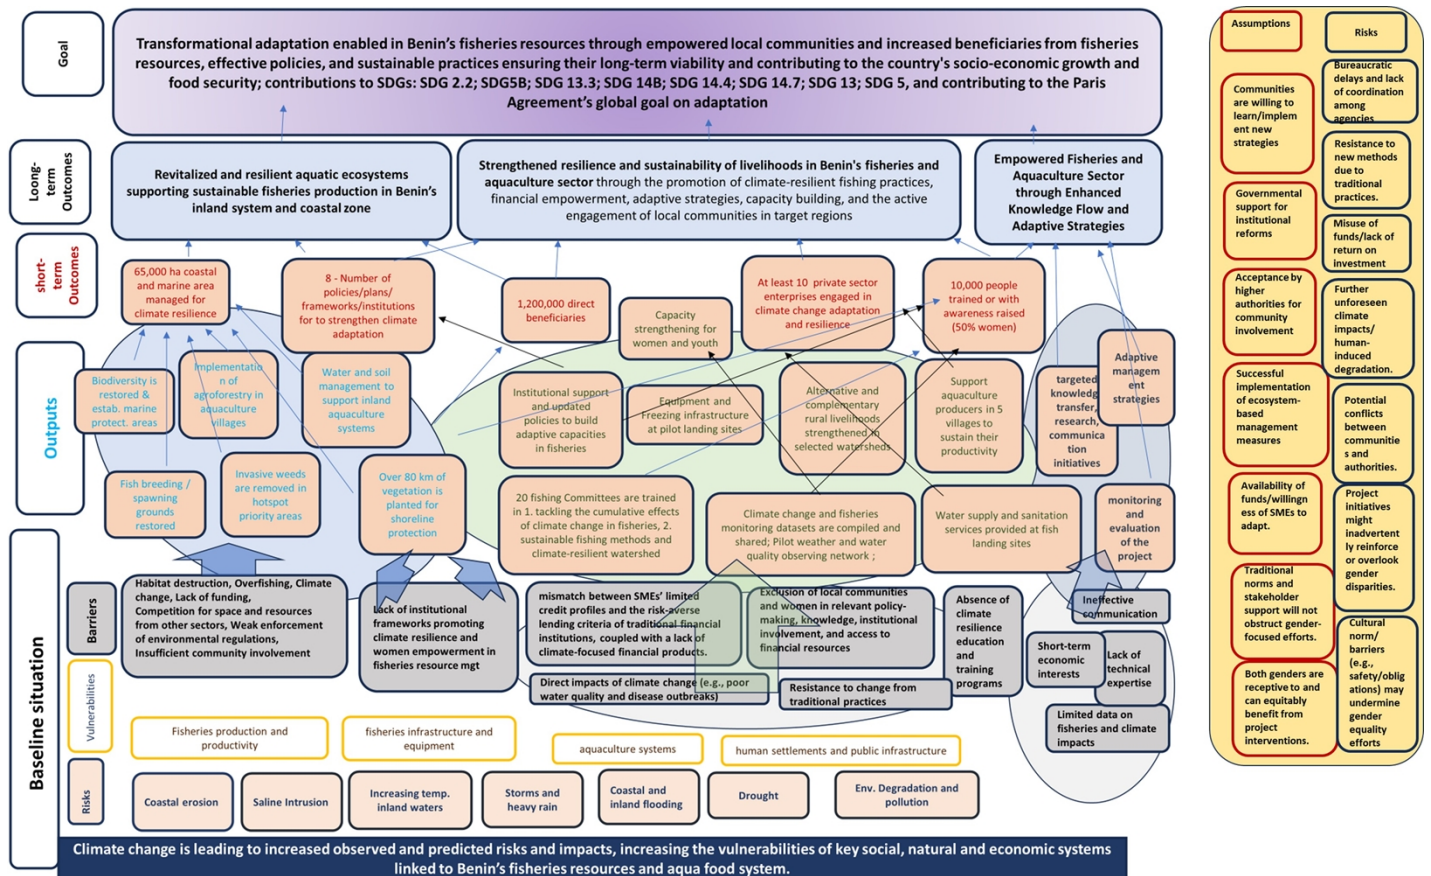 Goal
Transformational adaptation enabled in Benin's fisheries resources through empowered local communities and increased beneficiaries from fisheries
resources, effective policies, and sustainable practices ensuring their long-term viability and contributing to the country's socio-economic growth and
food security; contributions to SDGs: SDG 2.2; SDG5B; SDG 13.3; SDG 14B; SDG 14.4; SDG 14.7; SDG 13; SDG 5, and contributing to the Paris
Agreement's global goal on adaptation
Loong-
term
Outcomes
Revitalized and resilient aquatic ecosystems
supporting sustainable fisheries production in Benin's
inland system and coastal zone
Strengthened resilience and sustainability of livelihoods in Benin's fisheries and
aquaculture sector through the promotion of climate-resilient fishing practices,
financial empowerment, adaptive strategies, capacity building, and the active
engagement of local communities in target regions
Empowered Fisheries and
Aquaculture Sector
through Enhanced
Knowledge Flow and
Adaptive Strategies
short-
term
Outcomes
65,000 ha coastal
and marine area
managed for
climate resilience
8 - Number of
policies/plans/
frameworks/institutions
for to strengthen climate
adaptation
1,200,000 direct
beneficiaries
Capacity
strengthening for
women and youth
At least 10 private sector
enterprises engaged in
climate change adaptation
and resilience
10,000 people
trained or with
awareness raised
(50% women)
Outputs
Biodiversity is
restored &
estab. marine
protect. areas
Implementatio
n of
agroforestry in
aquaculture
villages
Water and soil
management to
support inland
aquaculture
systems
Institutional support
and updated
policies to build
adaptive capacities
in fisheries
Equipment and
Freezing infrastructure
at pilot landing sites
Alternative and
complementary
rural livelihoods
strengthened in
selected watersheds
Support
aquaculture
producers in 5
villages to
sustain their
productivity
targeted
knowledg
transfer,
research,
communica
tion
initiatives
Adaptive
managem
ent
strategies
Fish breeding /
spawning
grounds
restored
Invasive weeds
are removed in
hotspot
priority areas
Over 80 km of
vegetation is
planted for
shoreline
protection
20 fishing Committees are trained
in 1. tackling the cumulative effects
of climate change in fisheries, 2.
sustainable fishing methods and
climate-resilient watershed
Climate change and fisheries
monitoring datasets are compiled and
shared; Pilot weather and water
quality observing network ;
Water supply and sanitation
services provided at fish
landing sites
monitoring
and
evaluation
of the
project
Baseline situation
Barriers
Habitat destruction, Overfishing, Climate
change, Lack of funding,
Competition for space and resources
from other sectors, Weak enforcement
of environmental regulations,
Insufficient community involvement
Lack of institutional
frameworks promoting
climate resilience and
women empowerment in
fisheries resource mgt
mismatch between SMEs' limited
credit profiles and the risk-averse
lending criteria of traditional financial
institutions, coupled with a lack of
climate-focused financial products.
Exclusion of local communities
and women in relevant policy-
making, knowledge, institutional
involvement, and access to
financial resources
Direct impacts of climate change (e.g., poor
water quality and disease outbreaks)
Resistance to change from
traditional practices
Absence of
climate
resilience
education
and
training
programs
Ineffective
communication
Short-term
economic
interests
Lack of
technical
expertise
Limited data on
fisheries and climate
impacts
Vulnerabilities
Fisheries production and
productivity
fisheries infrastructure and
equipment
aquaculture systems
human settlements and public infrastructure
Risks
Coastal erosion
Saline Intrusion
Increasing temp.
inland waters
Storms and
heavy rain
Coastal and
inland flooding
Drought
Env. Degradation and
pollution
Climate change is leading to increased observed and predicted risks and impacts, increasing the vulnerabilities of key social, natural and economic systems
linked to Benin's fisheries resources and aqua food system.
Assumptions
Communities
are willing to
learn/implem
ent new
strategies
Governmental
support for
institutional
reforms
Acceptance by
higher
authorities for
community
involvement
Successful
implementation
of ecosystem-
based
management
measures
Availability of
funds/willingn
ess of SMEs to
adapt.
Traditional
norms and
stakeholder
support will not
obstruct gender-
focused efforts.
Both genders are
receptive to and
can equitably
benefit from
project
interventions.
Risks
Bureaucratic
delays and lack
of coordination
among
agencies
Resistance to
new methods
due to
traditional
practices.
Misuse of
funds/lack of
return on
investment
Further
unforeseen
climate
impacts/
human-
induced
degradation.
Potential
conflicts
between
communitie
s and
authorities.
Project
initiatives
might
inadvertent
ly reinforce
or overlook
gender
disparities.
Cultural
norm/
barriers
(e.g.,
safety/oblig
ations) may
undermine
gender
equality
efforts